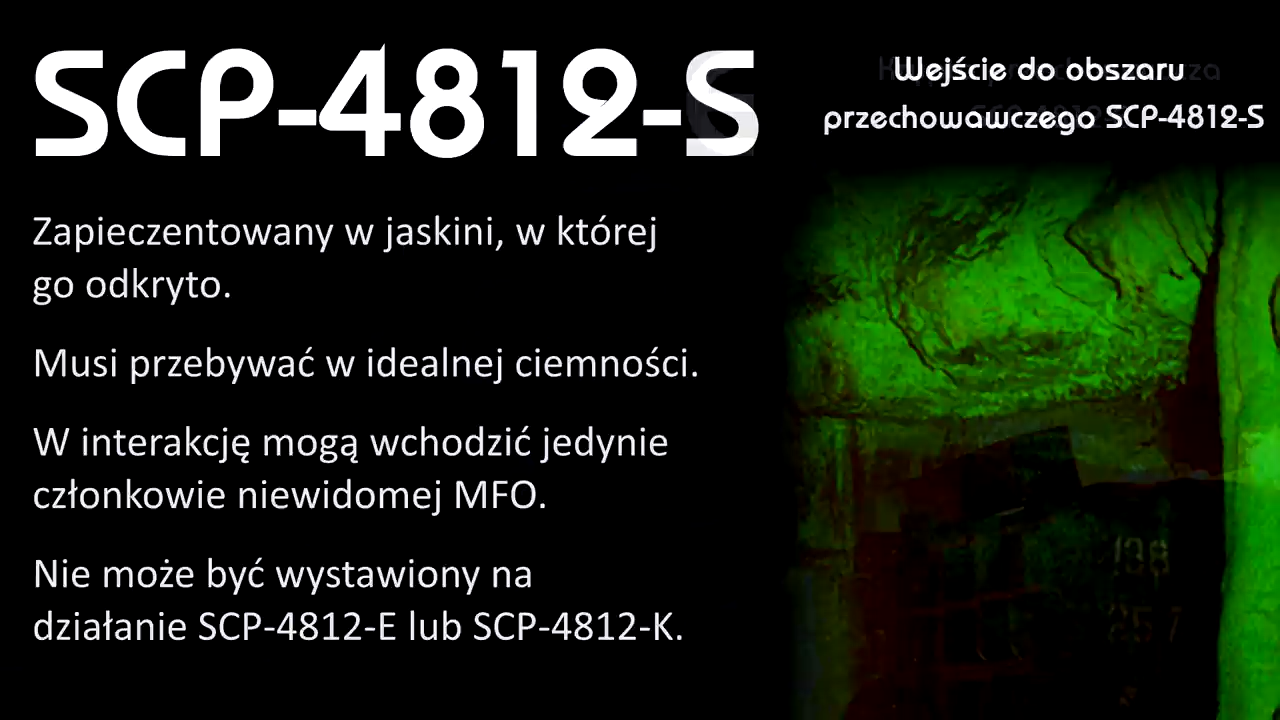 SCP-4812-S
Wejście do obszaru
przechowawczego SCP-4812-S
Zapieczentowany w jaskini, w której
go odkryto.
Musi przebywać w idealnej ciemności.
W interakcję mogą wchodzić jedynie
członkowie niewidomej MFO.
Nie może być wystawiony na
działanie SCP-4812-E lub SCP-4812-K.